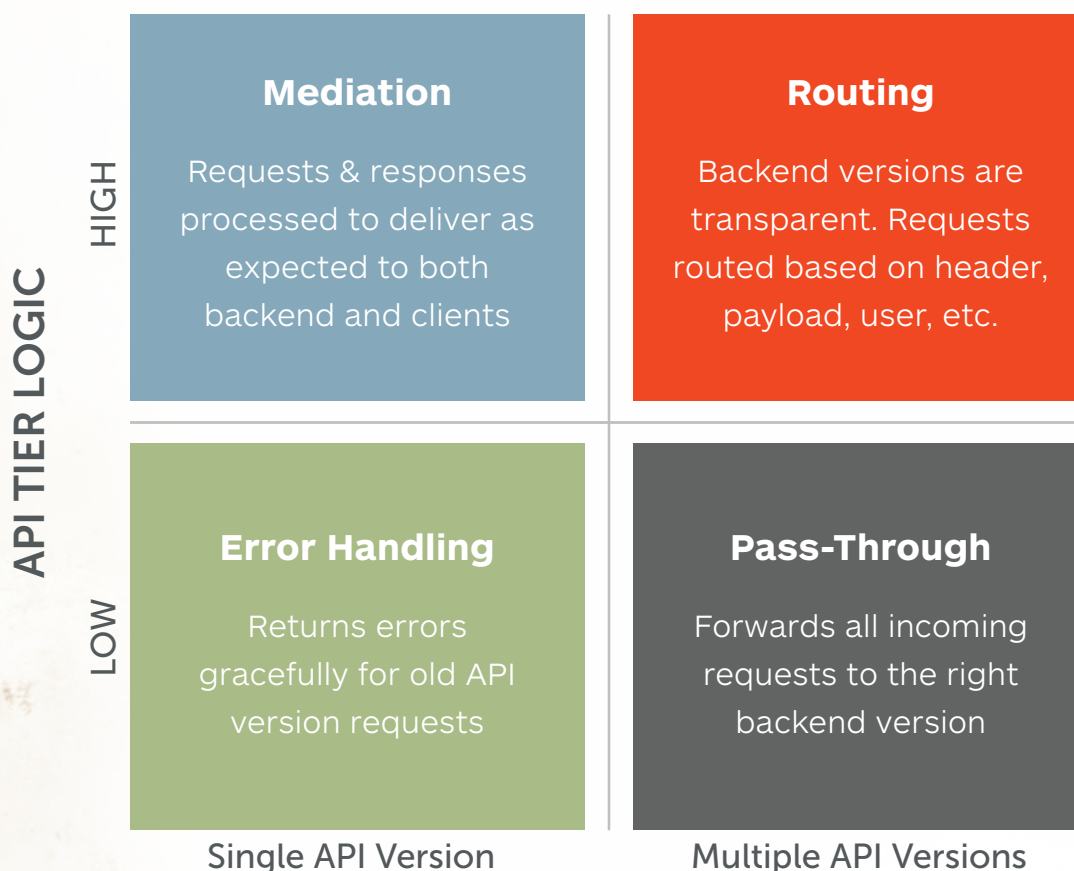 API TIER LOGIC
HIGH
Mediation
Requests & responses
processed to deliver as
expected to both
backend and clients
Routing
Backend versions are
transparent. Requests
routed based on header,
payload, user, etc.
LOW
Error Handling
Returns errors
gracefully for old API
version requests
Pass-Through
Forwards all incoming
requests to the right
backend version
Single API Version
Multiple API Versions